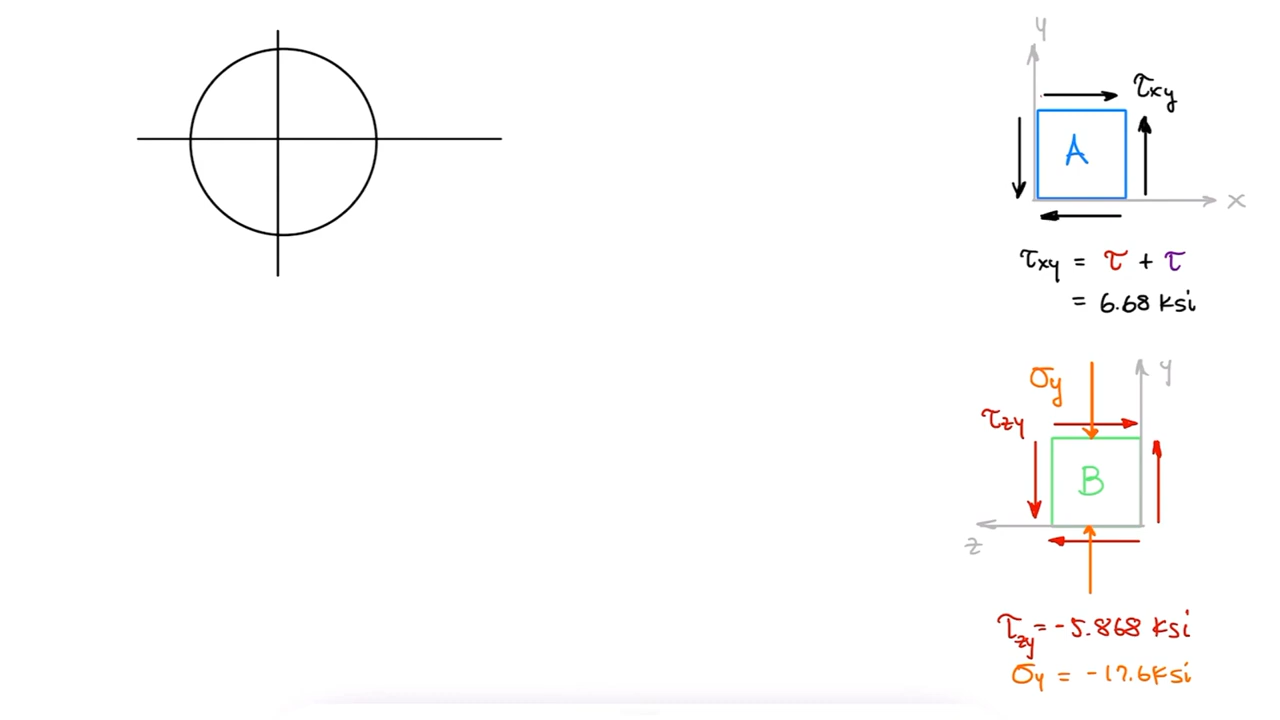 y
τxy
A
x
τxy = τ + τ
= 6.68 ksi
σy
y
τzy
B
z
τzy = -5.868 ksi
σy = -17.6 ksi